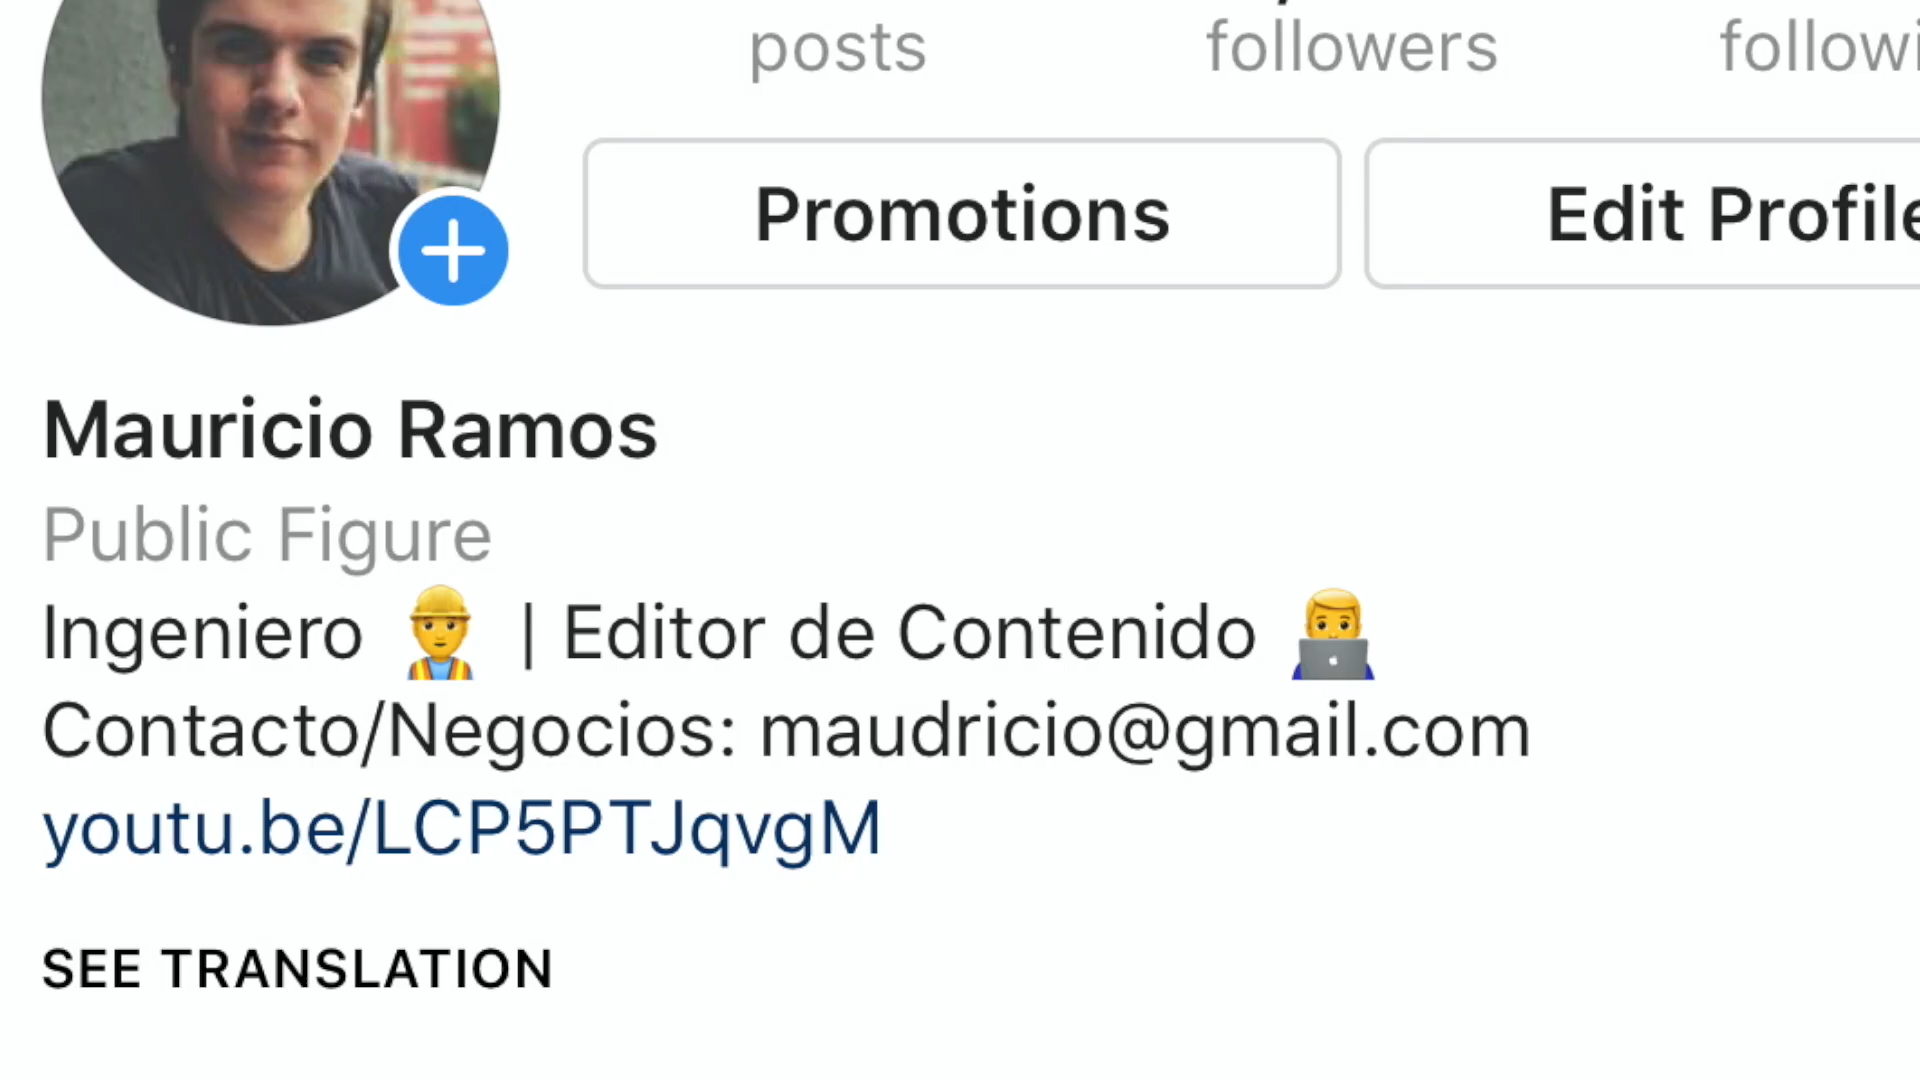 posts followers followi
Promotions Edit Profile
Mauricio Ramos
Public Figure
Ingeniero 👷‍♂️ | Editor de Contenido 👨‍💻
Contacto/Negocios: maudricio@gmail.com
youtu.be/LCP5PTJqvgM
SEE TRANSLATION